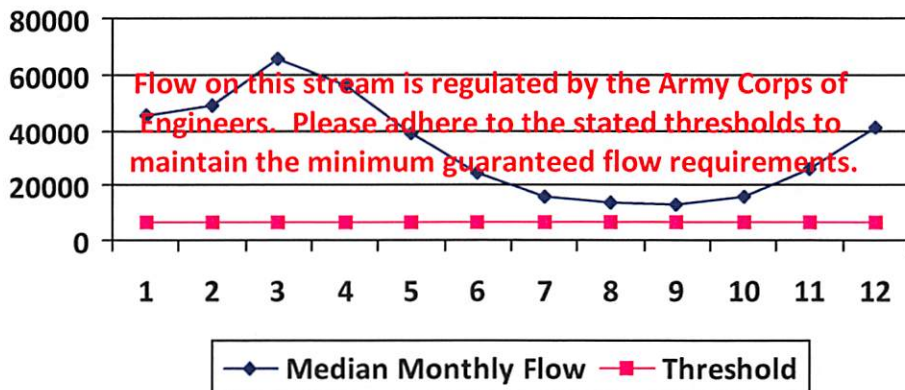 80000
60000
40000
20000
0
Flow on this stream is regulated by the Army Corps of
Engineers. Please adhere to the stated thresholds to
maintain the minimum guaranteed flow requirements.
1 2 3 4 5 6 7 8 9 10 11 12
Median Monthly Flow Threshold